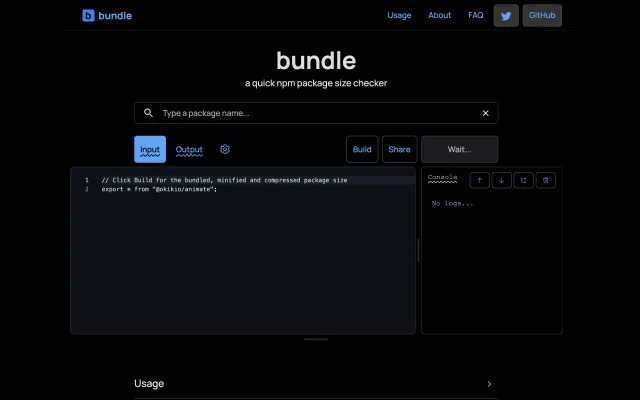 b bundle
Usage
About
FAQ
GitHub
bundle
a quick npm package size checker
Type a package name...
Input
Output
Build
Share
Wait...
1 // Click Build for the bundled, minified and compressed package size
2 export * from "@okikio/animate";
Console
No logs...
Usage